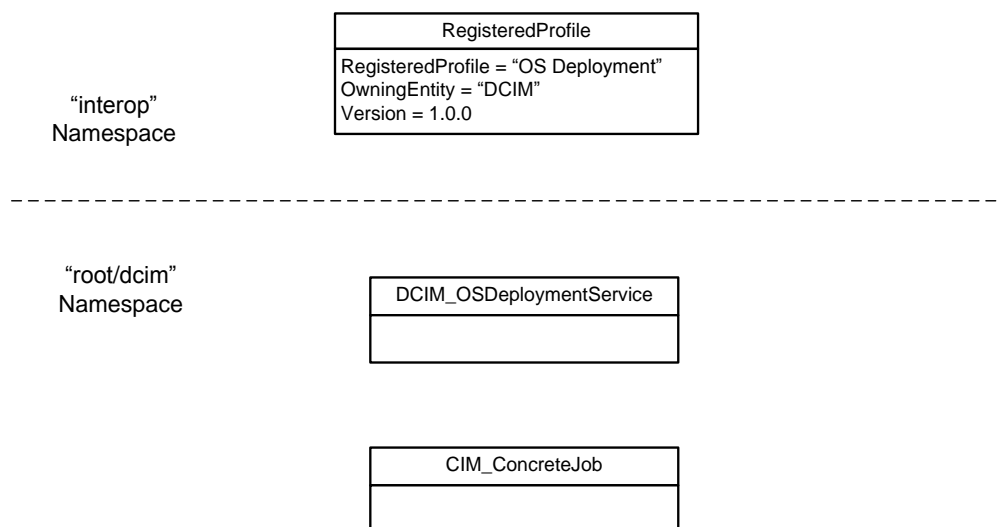 RegisteredProfile
RegisteredProfile = “OS Deployment”
OwningEntity = “DCIM”
Version = 1.0.0
“interop”
Namespace
“root/dcim”
Namespace
DCIM_OSDeploymentService
CIM_ConcreteJob